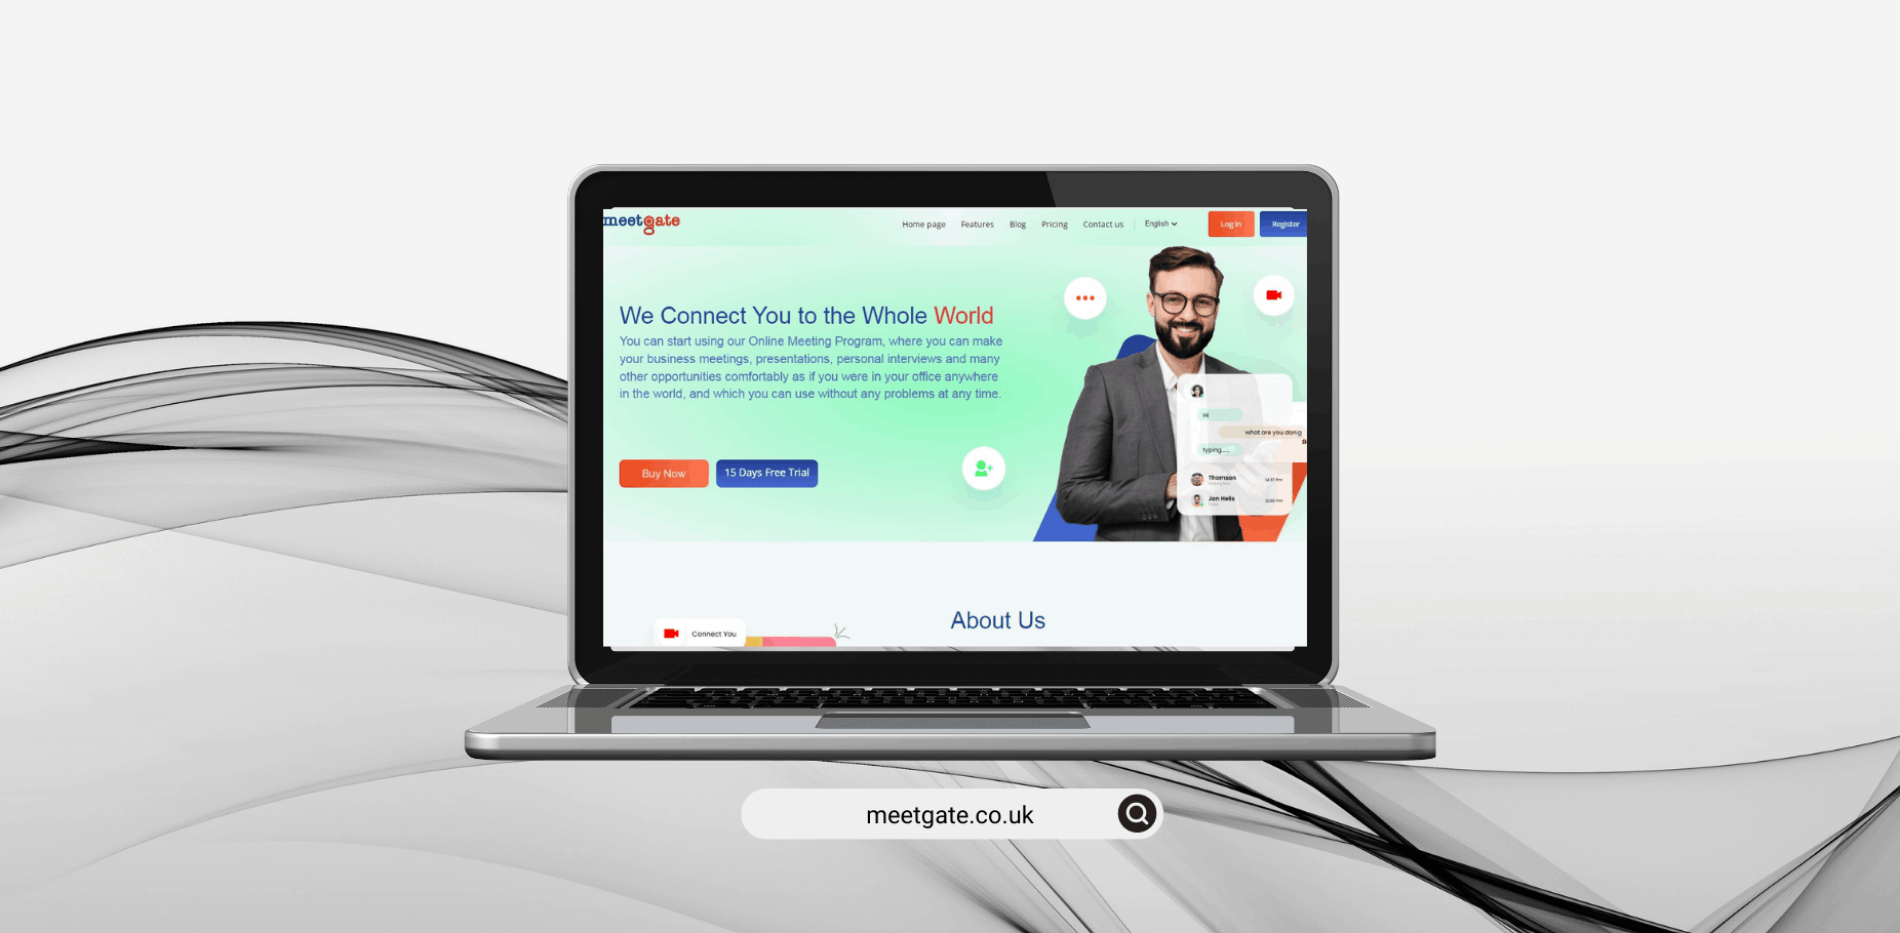 meetgate
Home page Features Blog Pricing Contact us English Log in Register
We Connect You to the Whole World
You can start using our Online Meeting Program, where you can make
your business meetings, presentations, personal interviews and many
other opportunities comfortably as if you were in your office anywhere
in the world, and which you can use without any problems at any time.
Hi
what are you donig
typing....
Buy Now 15 Days Free Trial
Thomson
Jon Hells
About Us
Connect You
meetgate.co.uk